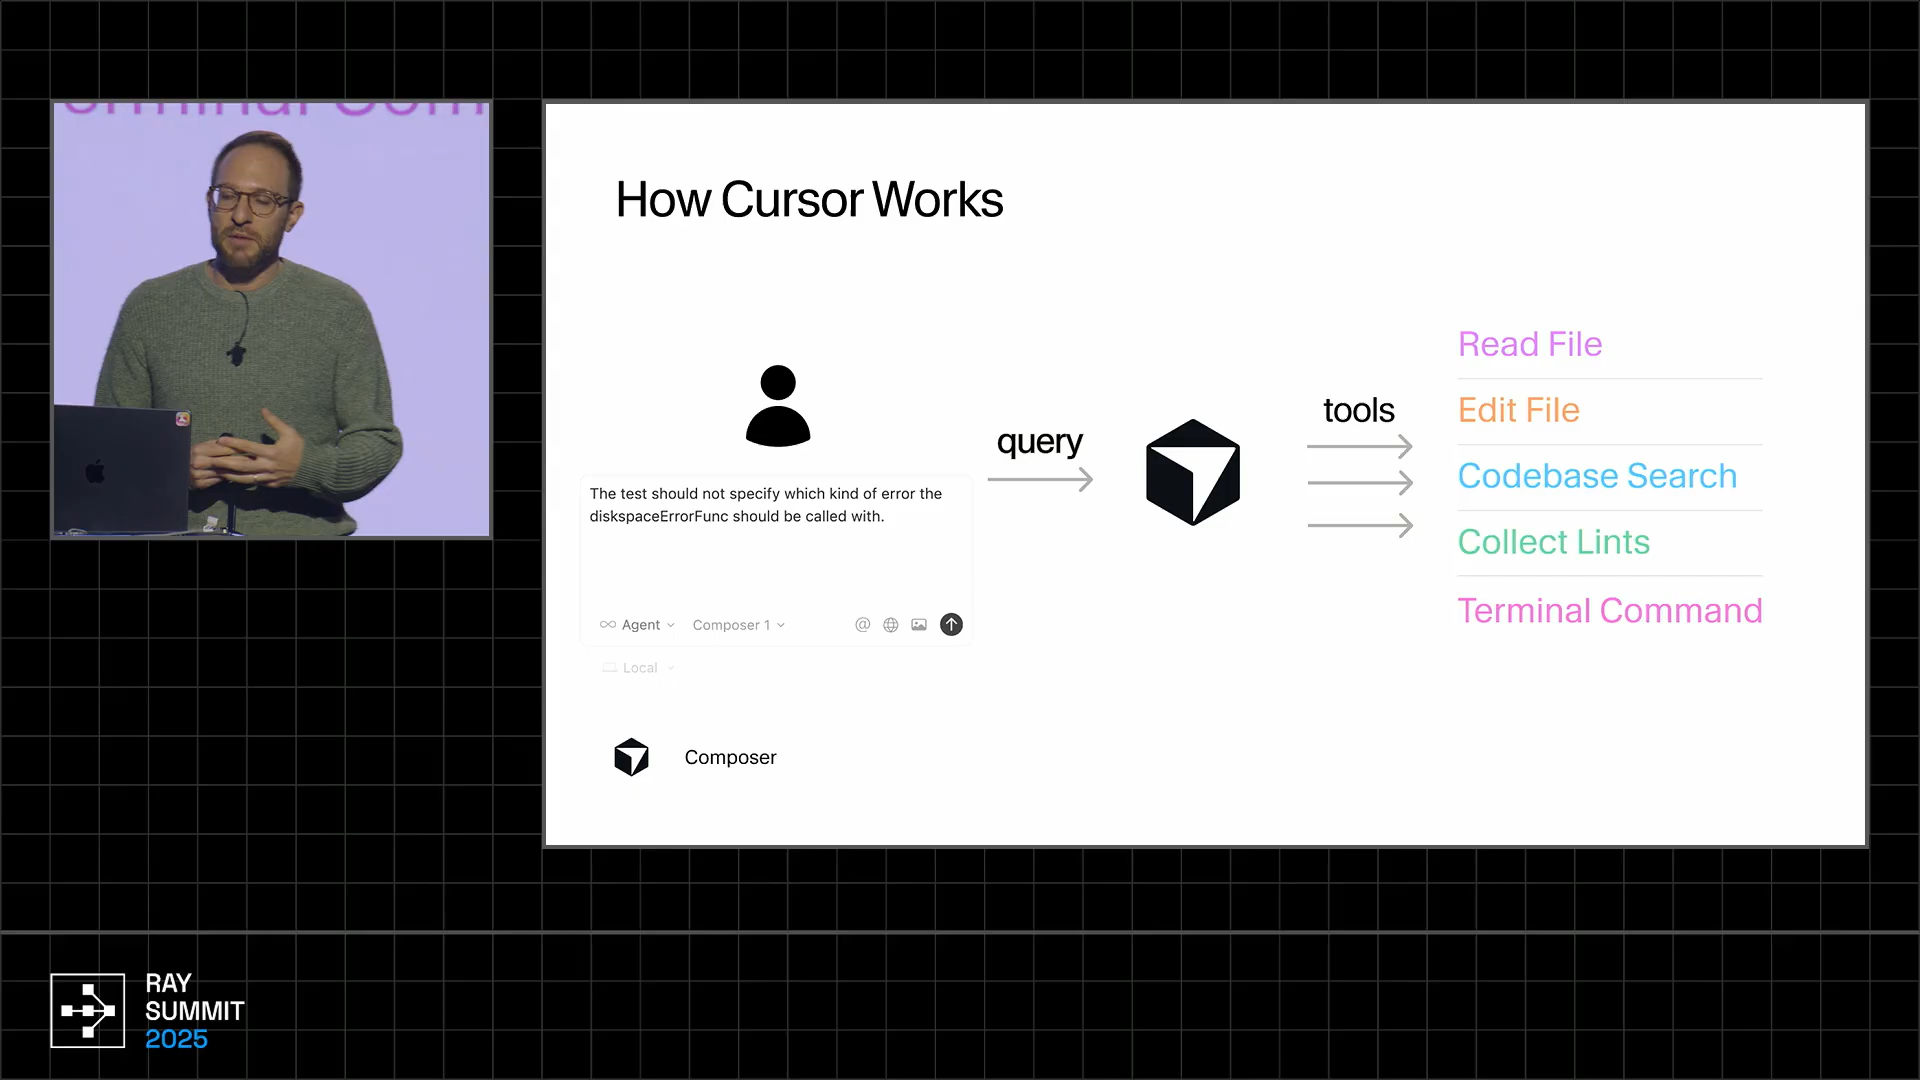 How Cursor Works
The test should not specify which kind of error the
diskspaceErrorFunc should be called with.
Agent
Composer 1
Local
query
tools
Read File
Edit File
Codebase Search
Collect Lints
Terminal Command
Composer
RAY
SUMMIT
2025